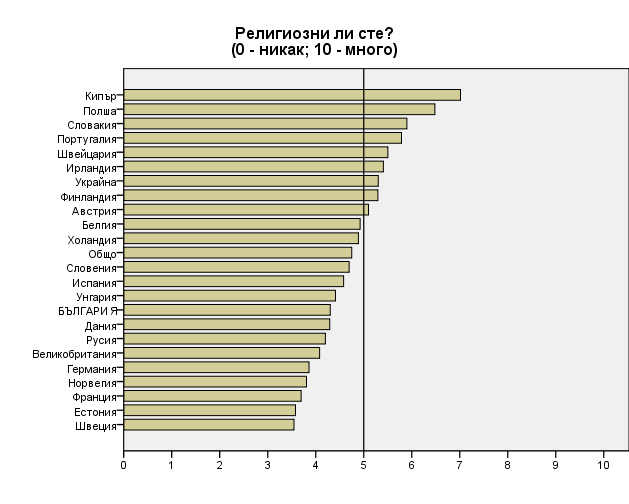 Религиозни ли сте?
(0 - никак; 10 - много)
Кипър
Полша
Словакия
Португалия
Швейцария
Ирландия
Украйна
Финландия
Австрия
Белгия
Холандия
Общо
Словения
Испания
Унгария
БЪЛГАРИЯ
Дания
Русия
Великобритания
Германия
Норвегия
Франция
Естония
Швеция
0 1 2 3 4 5 6 7 8 9 10